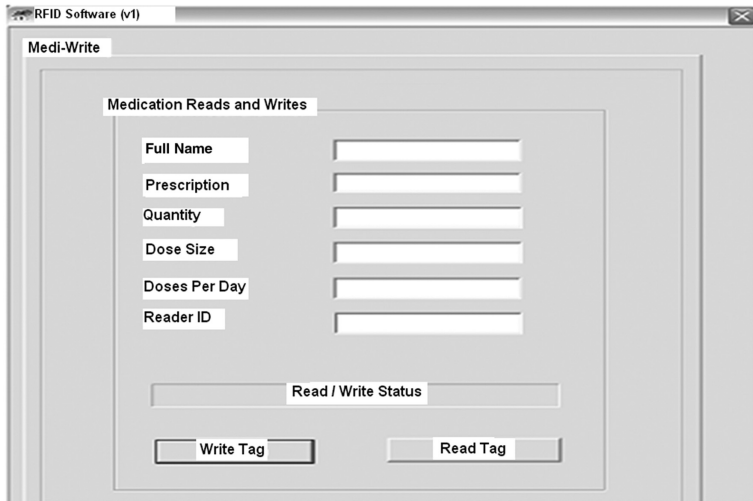 RFID Software (v1)
Medi-Write
Medication Reads and Writes
Full Name
Prescription
Quantity
Dose Size
Doses Per Day
Reader ID
Read / Write Status
Write Tag
Read Tag